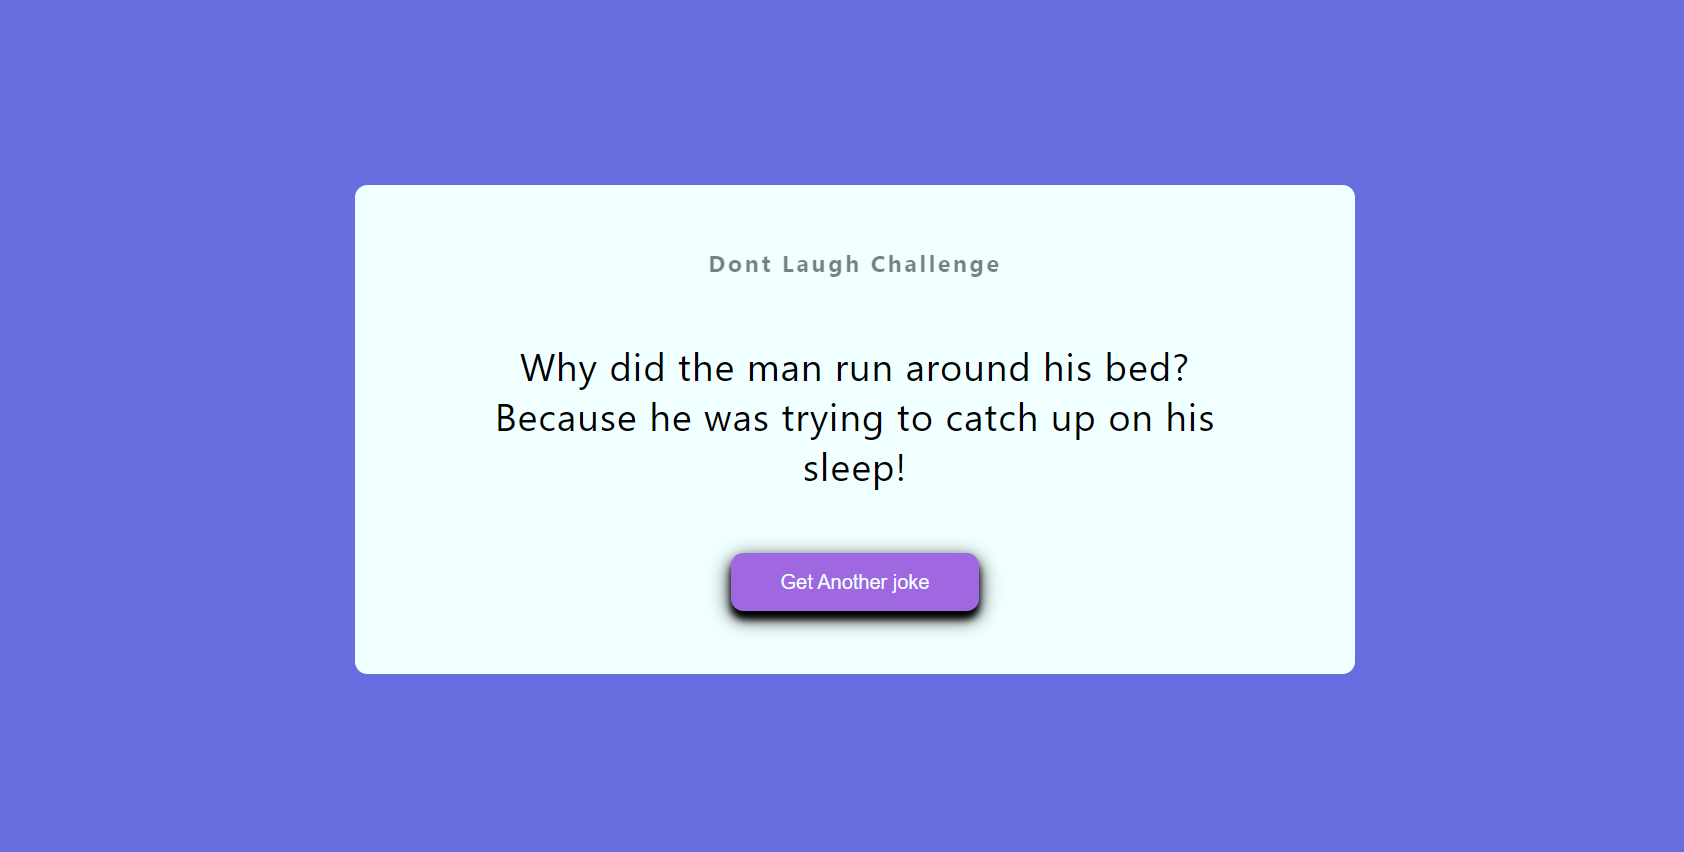 Dont Laugh Challenge
Why did the man run around his bed?
Because he was trying to catch up on his
sleep!
Get Another joke